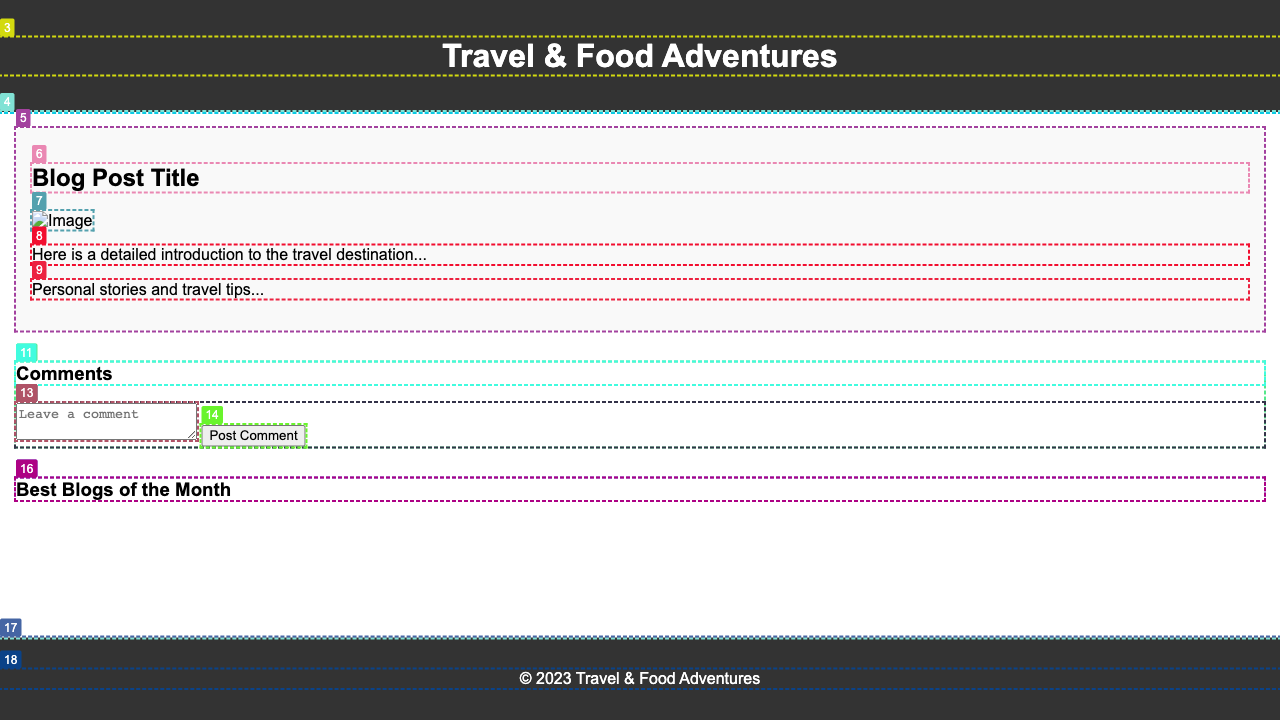 3
Travel & Food Adventures
4
5
6
Blog Post Title
7
Image
8
Here is a detailed introduction to the travel destination...
9
Personal stories and travel tips...
11
Comments
13
Leave a comment
14
Post Comment
16
Best Blogs of the Month
17
18
© 2023 Travel & Food Adventures